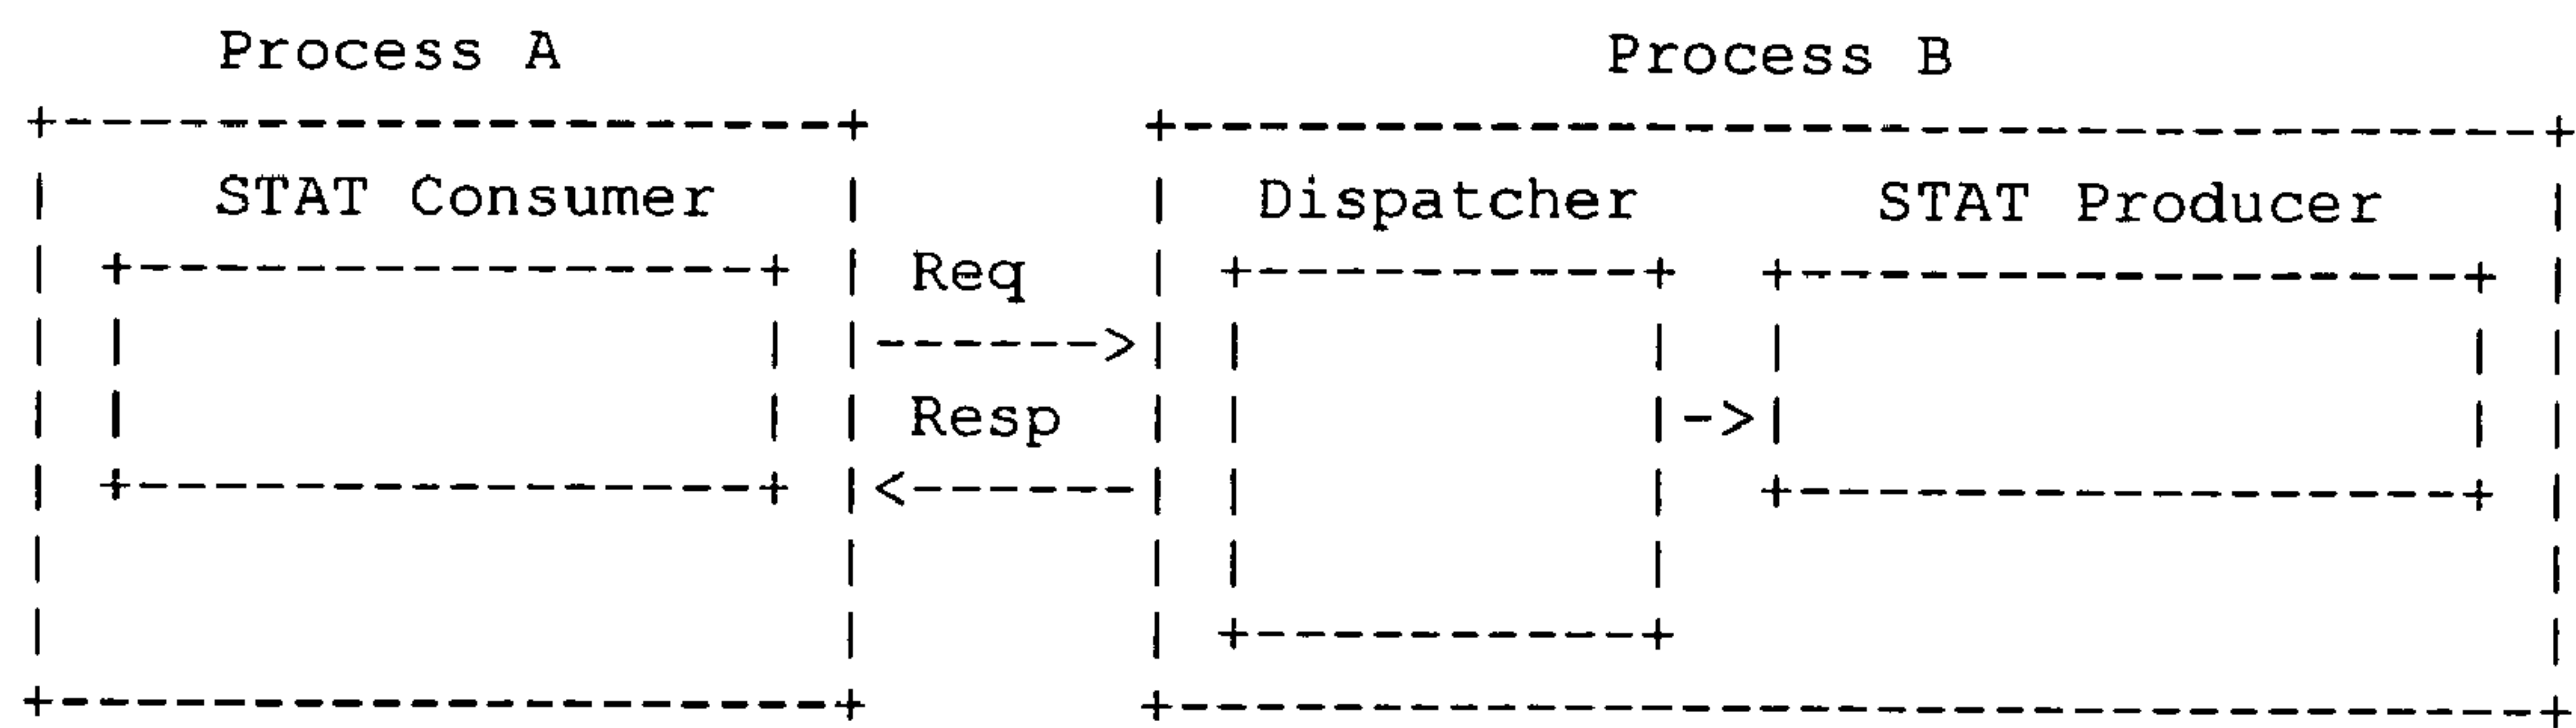 Process A Process B
STAT Consumer Dispatcher STAT Producer
Req
Resp